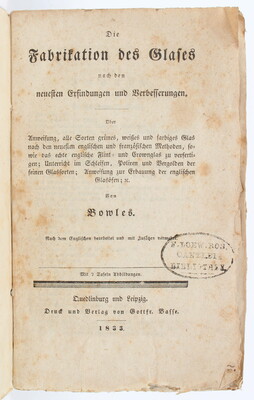 Die
Fabrikation des Glases
nach den
neuesten Erfindungen und Verbesserungen.
Oder
Anweisung, alle Sorten grünes, weißes und farbiges Glas
nach den neuesten englischen und französischen Methoden, so-
wie das echte englische Flint- und Crownglas zu verferti-
gen; Unterricht im Schleifen, Poliren und Vergolden der
feinen Glassorten; Anweisung zur Erbauung der englischen
Glasöfen; ꝛc.
Von
Bowles.
Nach dem Englischen bearbeitet und mit Zusätzen
Mit 2 Tafeln Abbildungen.
BIBLIOTHEK
Quedlinburg und Leipzig.
Druck und Verlag von Gottfr. Basse.
1833.